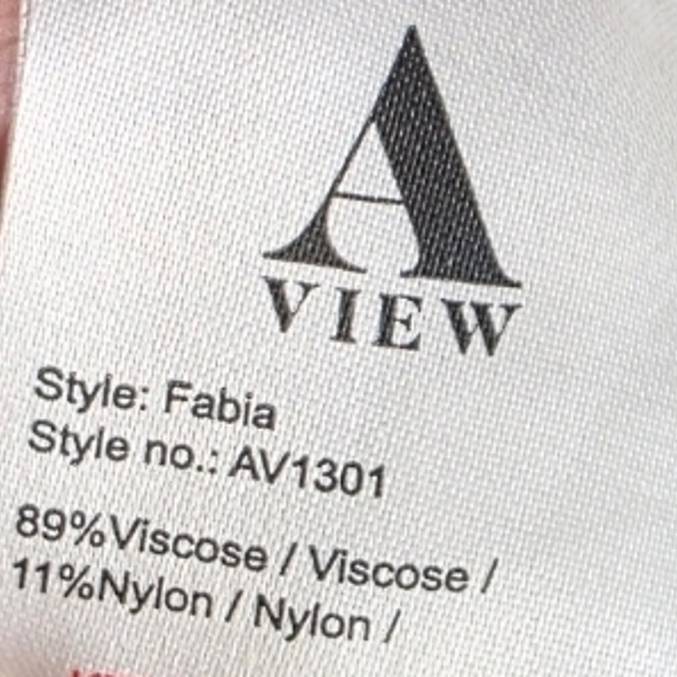 A
VIEW
Style: Fabia
Style no.: AV1301
89%Viscose / Viscose /
11%Nylon / Nylon /